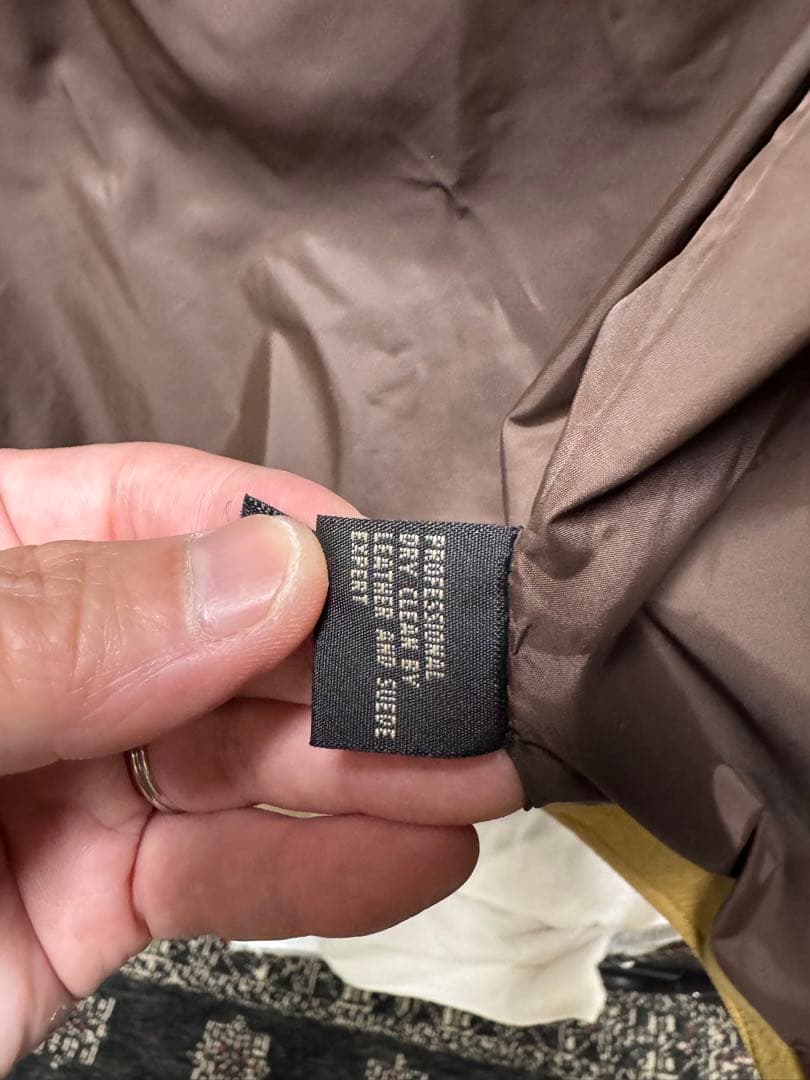 PROFESSIONAL
DRY CLEAN BY
LEATHER AND SUEDE
EXPERT